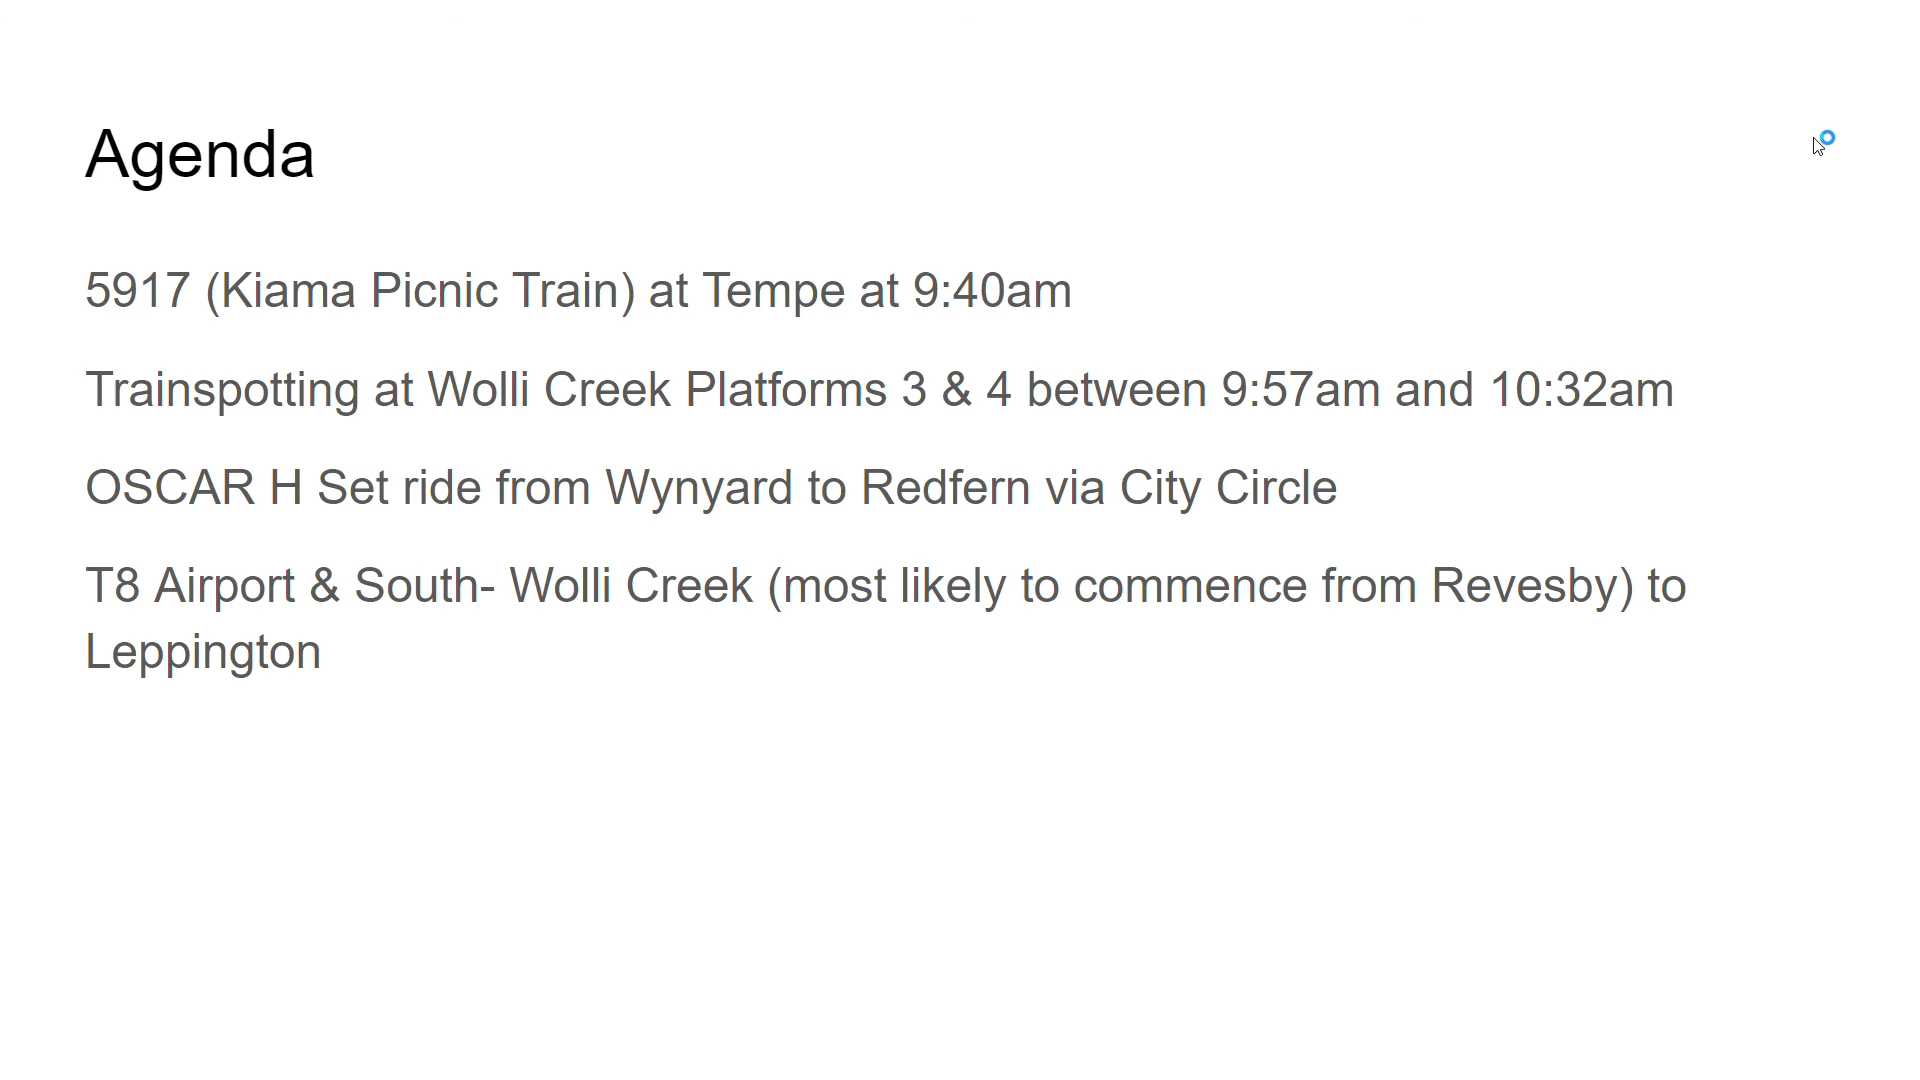 Agenda
5917 (Kiama Picnic Train) at Tempe at 9:40am
Trainspotting at Wolli Creek Platforms 3 & 4 between 9:57am and 10:32am
OSCAR H Set ride from Wynyard to Redfern via City Circle
T8 Airport & South- Wolli Creek (most likely to commence from Revesby) to
Leppington